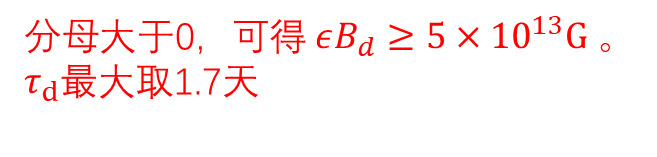 分母大于0，可得 ϵB_d ≥ 5 × 10^{13}G 。
τ_d最大取1.7天